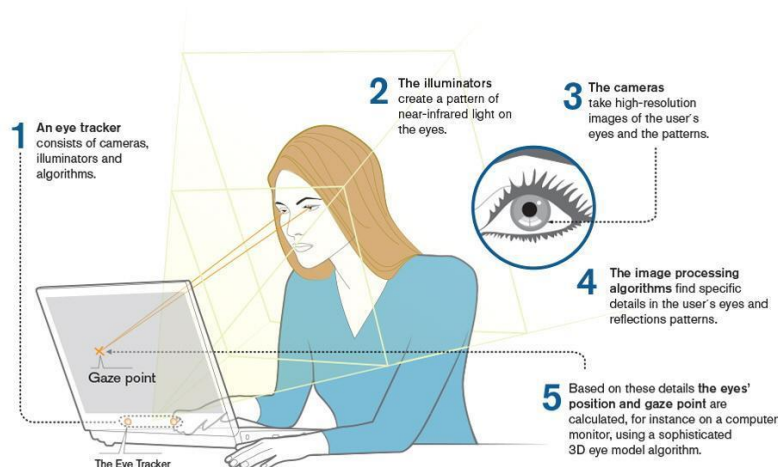 1 An eye tracker
consists of cameras,
illuminators and
algorithms.
2 The illuminators
create a pattern of
near-infrared light on
the eyes.
3 The cameras
take high-resolution
images of the user's
eyes and the patterns.
4 The image processing
algorithms find specific
details in the user's eyes and
reflections patterns.
5 Based on these details the eyes'
position and gaze point are
calculated, for instance on a computer
monitor, using a sophisticated
3D eye model algorithm.
Gaze point
The Eye Tracker